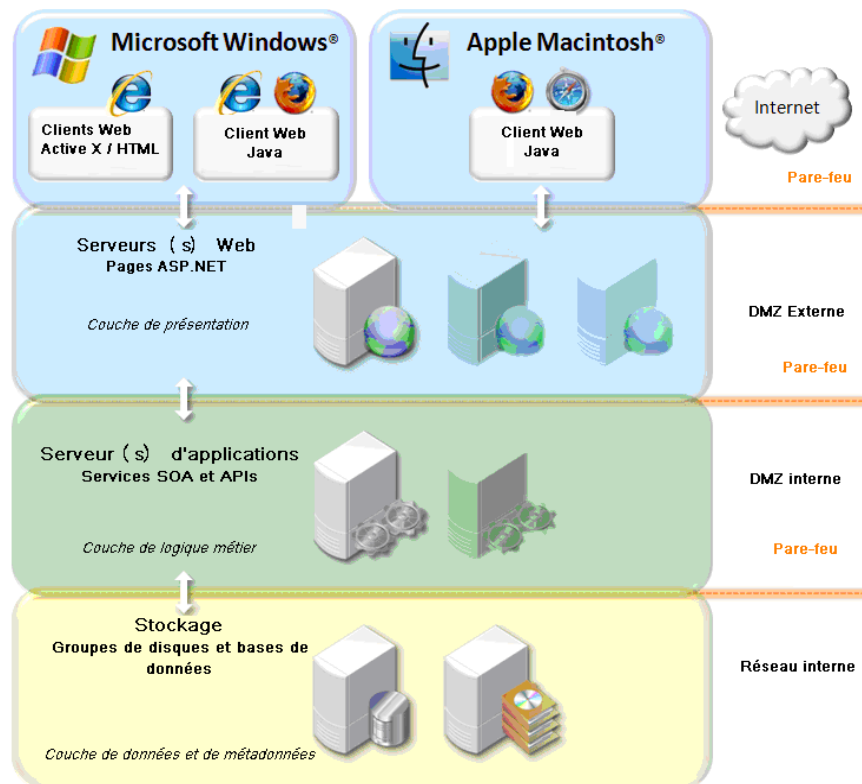 Microsoft Windows®
Apple Macintosh®
Clients Web
Active X / HTML
Client Web
Java
Client Web
Java
Internet
Pare-feu
Serveurs (s) Web
Pages ASP.NET
Couche de présentation
DMZ Externe
Pare-feu
Serveur (s) d'applications
Services SOA et APIs
Couche de logique métier
DMZ interne
Pare-feu
Stockage
Groupes de disques et bases de
données
Couche de données et de métadonnées
Réseau interne